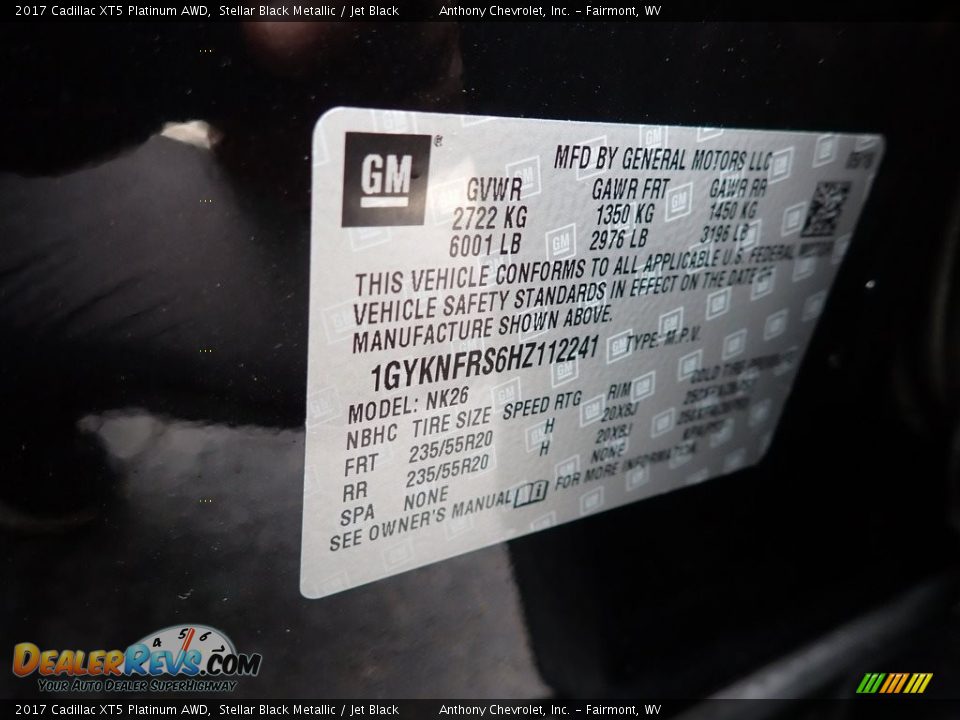 2017 Cadillac XT5 Platinum AWD, Stellar Black Metallic / Jet Black Anthony Chevrolet, Inc. - Fairmont, WV
GM ®
MFD BY GENERAL MOTORS LLC
GVWR GAWR FRT GAWR RR
2722 KG 1350 KG 1450 KG
6001 LB 2976 LB 3196 LB
THIS VEHICLE CONFORMS TO ALL APPLICABLE U.S. FEDERAL MOTOR
VEHICLE SAFETY STANDARDS IN EFFECT ON THE DATE OF
MANUFACTURE SHOWN ABOVE.
1GYKNFRS6HZ112241 TYPE: M.P.V.
MODEL: NK26
NBHC TIRE SIZE SPEED RTG RIM COLD TIRE
FRT 235/55R20 H 20X8J
RR 235/55R20 H 20X8J
SPA NONE NONE
SEE OWNER'S MANUAL FOR MORE INFORMATION
4 5 6
DEALERREVS.COM
YOUR AUTO DEALER SUPERHIGHWAY
2017 Cadillac XT5 Platinum AWD, Stellar Black Metallic / Jet Black Anthony Chevrolet, Inc. - Fairmont, WV